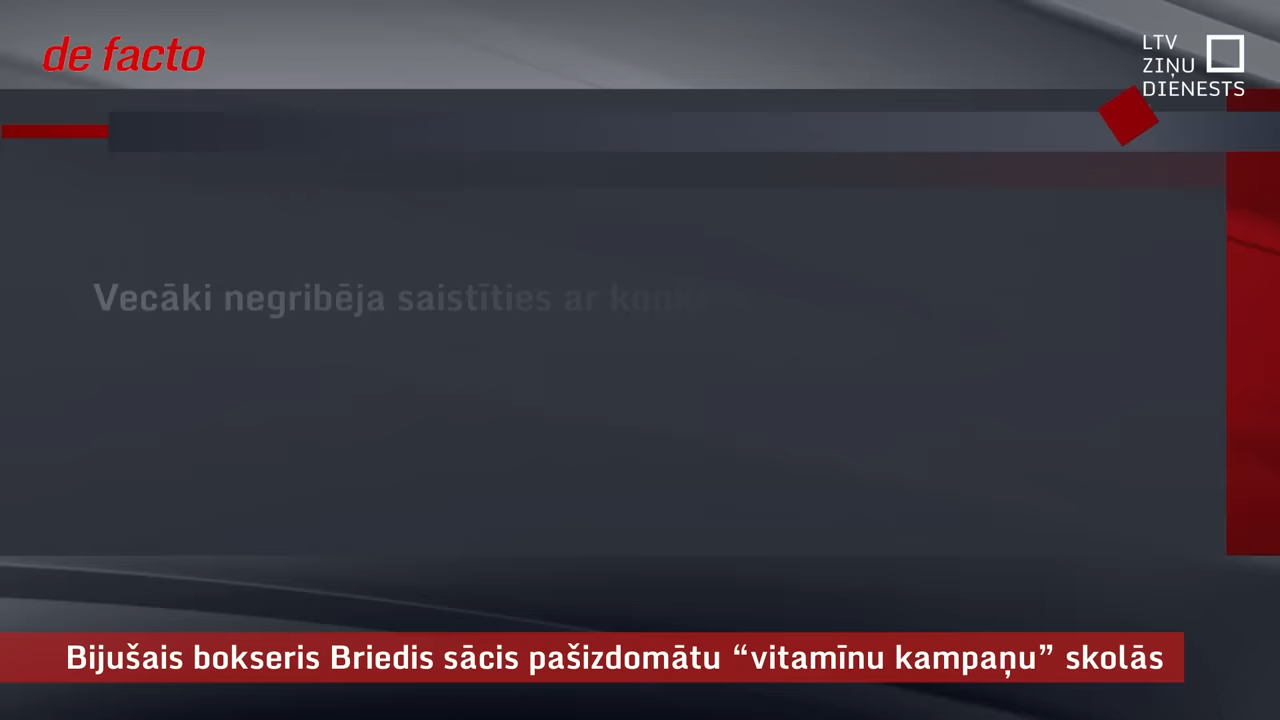 de facto
LTV
ZIŅU
DIENESTS
Vecāki negribēja saistīties ar
Bijušais bokseris Briedis sācis pašizdomātu “vitamīnu kampaņu” skolās